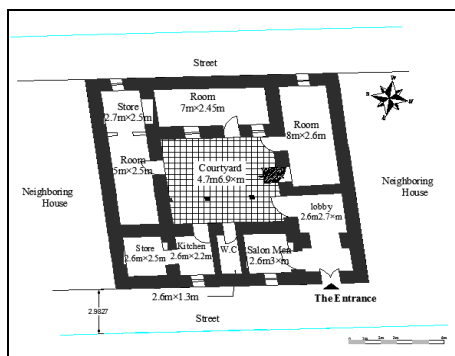 Street
Room
7m×2.45m
Store
2.7m×2.5m
Room
8m×2.6m
Room
5m×2.5m
Courtyard
4.7m6.9×m
Neighboring
House
Neighboring
House
lobby
2.6m2.7×m
Store
2.6m×2.5m
Kitchen
2.6m×2.2m
W.C
Salon Men
2.6m3×m
2.6m×1.3m
The Entrance
2.9827
Street